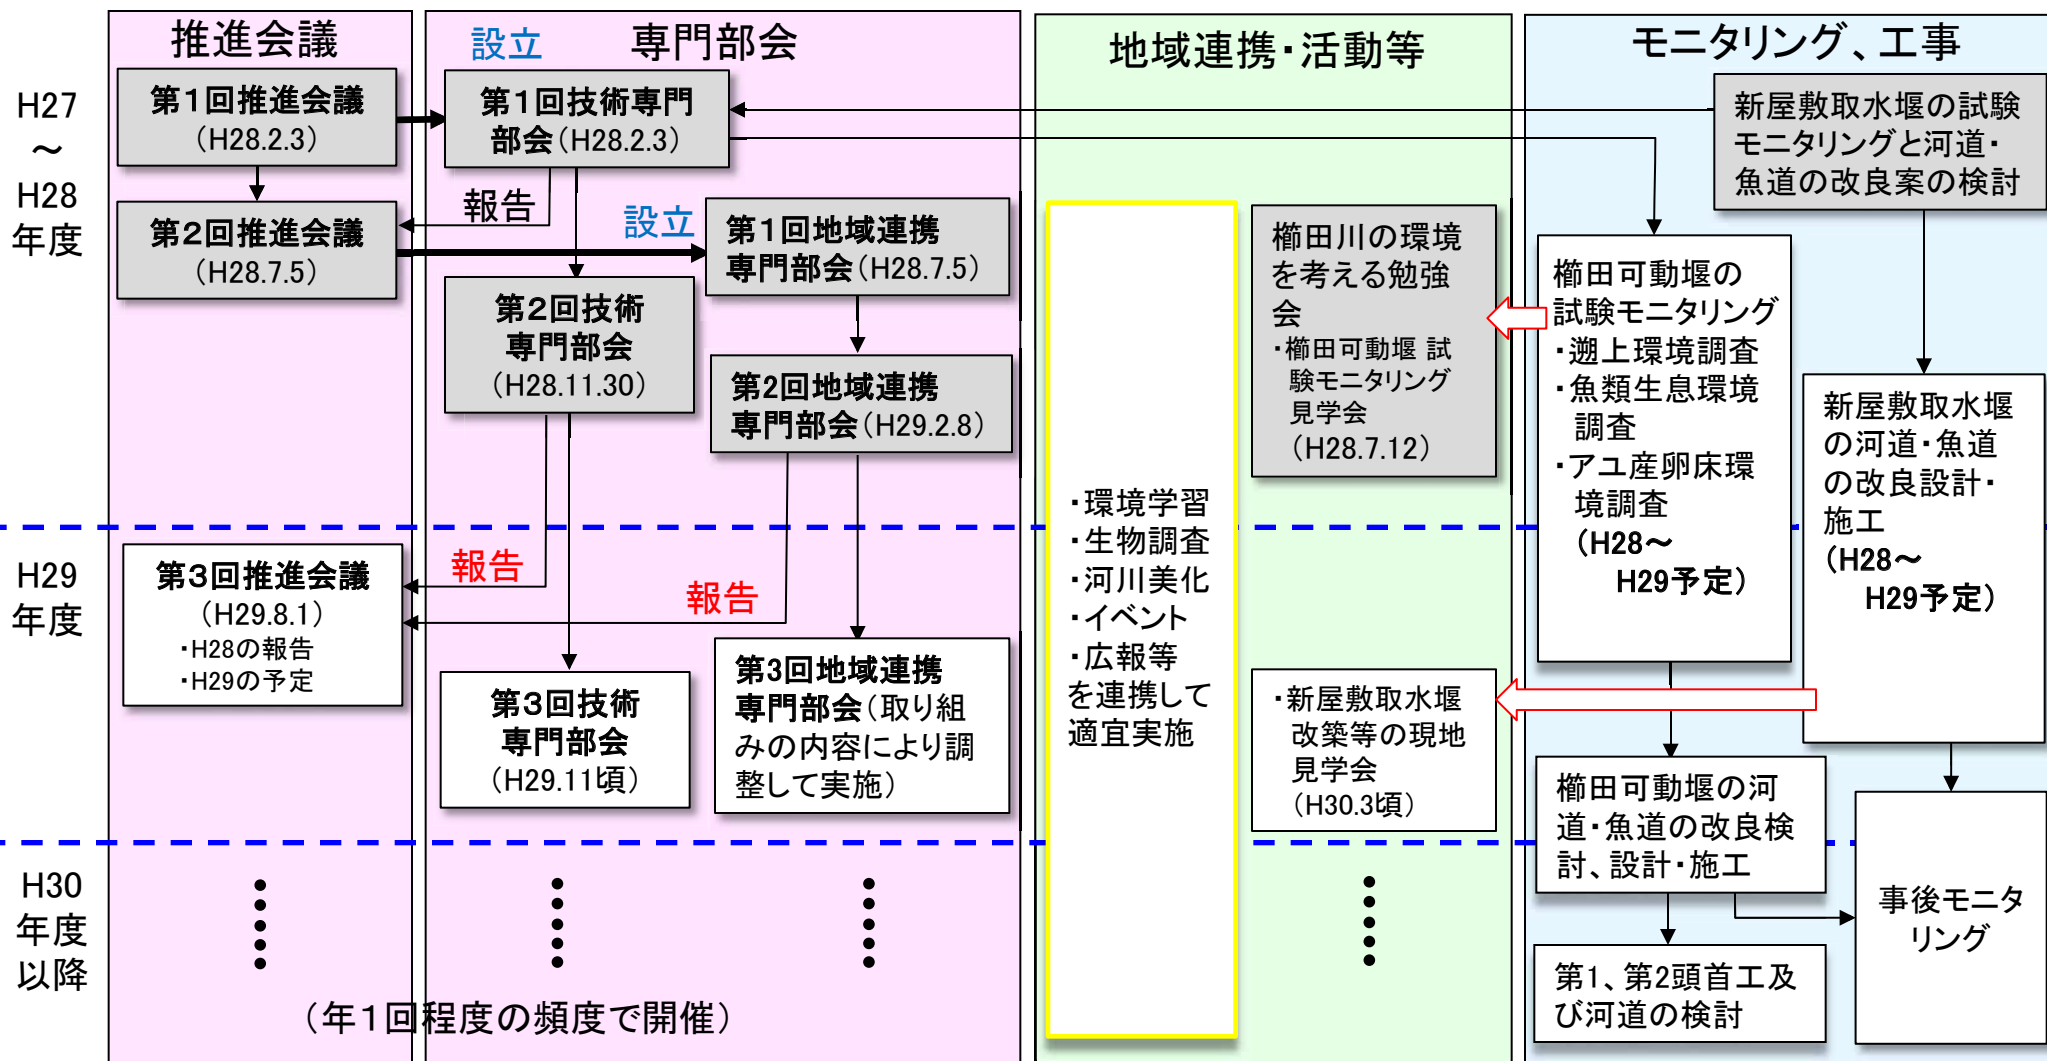 推進会議
設立
専門部会
地域連携・活動等
モニタリング、工事
H27
～
H28
年度
第1回推進会議
（H28.2.3）
第1回技術専門
部会（H28.2.3）
新屋敷取水堰の試験
モニタリングと河道・
魚道の改良案の検討
報告
第2回推進会議
（H28.7.5）
設立
第1回地域連携
専門部会（H28.7.5）
櫛田川の環境
を考える勉強
会
・櫛田可動堰 試
験モニタリング
見学会
（H28.7.12）
櫛田可動堰の
試験モニタリング
・遡上環境調査
・魚類生息環境
調査
・アユ産卵床環
境調査
（H28～
H29予定）
第2回技術
専門部会
（H28.11.30）
第2回地域連携
専門部会（H29.2.8）
新屋敷取水堰
の河道・魚道
の改良設計・
施工
（H28～
H29予定）
・環境学習
・生物調査
・河川美化
・イベント
・広報等
を連携して
適宜実施
H29
年度
第3回推進会議
（H29.8.1）
・H28の報告
・H29の予定
報告
報告
第3回技術
専門部会
（H29.11頃）
第3回地域連携
専門部会（取り組
みの内容により調
整して実施）
・新屋敷取水堰
改築等の現地
見学会
（H30.3頃）
櫛田可動堰の河
道・魚道の改良検
討、設計・施工
H30
年度
以降
事後モニタ
リング
第1、第2頭首工及
び河道の検討
（年1回程度の頻度で開催）